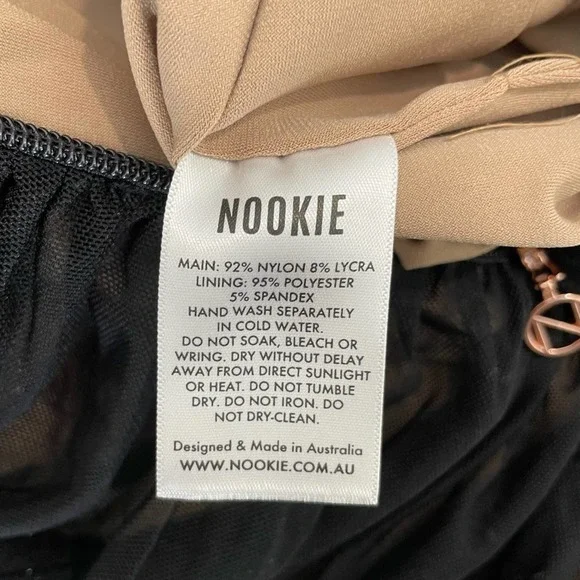 NOOKIE
MAIN: 92% NYLON 8% LYCRA
LINING: 95% POLYESTER
5% SPANDEX
HAND WASH SEPARATELY
IN COLD WATER.
DO NOT SOAK, BLEACH OR
WRING. DRY WITHOUT DELAY
AWAY FROM DIRECT SUNLIGHT
OR HEAT. DO NOT TUMBLE
DRY. DO NOT IRON. DO
NOT DRY-CLEAN.
Designed & Made in Australia
WWW.NOOKIE.COM.AU